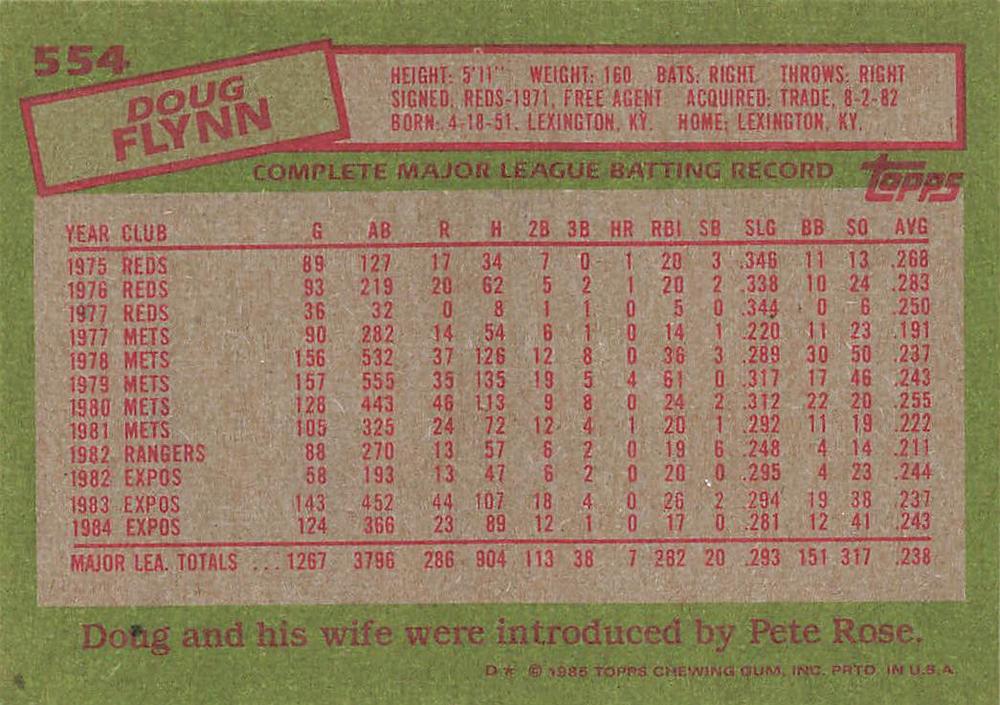 554
DOUG
FLYNN
HEIGHT: 5'11" WEIGHT: 160 BATS: RIGHT THROWS: RIGHT
SIGNED, REDS-1971, FREE AGENT ACQUIRED: TRADE, 8-2-82
BORN: 4-18-51, LEXINGTON, KY. HOME: LEXINGTON, KY.
COMPLETE MAJOR LEAGUE BATTING RECORD
Topps
YEAR CLUB G AB R H 2B 3B HR RBI SB SLG BB SO AVG
1975 REDS 89 127 17 34 7 0 1 20 3 .346 11 13 .268
1976 REDS 93 219 20 62 5 2 1 20 2 .338 10 24 .283
1977 REDS 36 32 0 8 1 1 0 5 0 .344 0 6 .250
1977 METS 90 282 14 54 6 1 0 14 1 .220 11 23 .191
1978 METS 156 532 37 126 12 8 0 36 3 .289 30 50 .237
1979 METS 157 555 35 135 19 5 4 61 0 .317 17 46 .243
1980 METS 128 443 46 113 9 8 0 24 2 .312 22 20 .255
1981 METS 105 325 24 72 12 4 1 20 1 .292 11 19 .222
1982 RANGERS 88 270 13 57 6 2 0 19 6 .248 4 14 .211
1982 EXPOS 58 193 13 47 6 2 0 20 0 .295 4 23 .244
1983 EXPOS 143 452 44 107 18 4 0 26 2 .294 19 38 .237
1984 EXPOS 124 366 23 89 12 1 0 17 0 .281 12 41 .243
MAJOR LEA. TOTALS ... 1267 3796 286 904 113 38 7 282 20 .293 151 317 .238
Doug and his wife were introduced by Pete Rose.
D* © 1985 TOPPS CHEWING GUM, INC. PRTD. IN U.S.A.